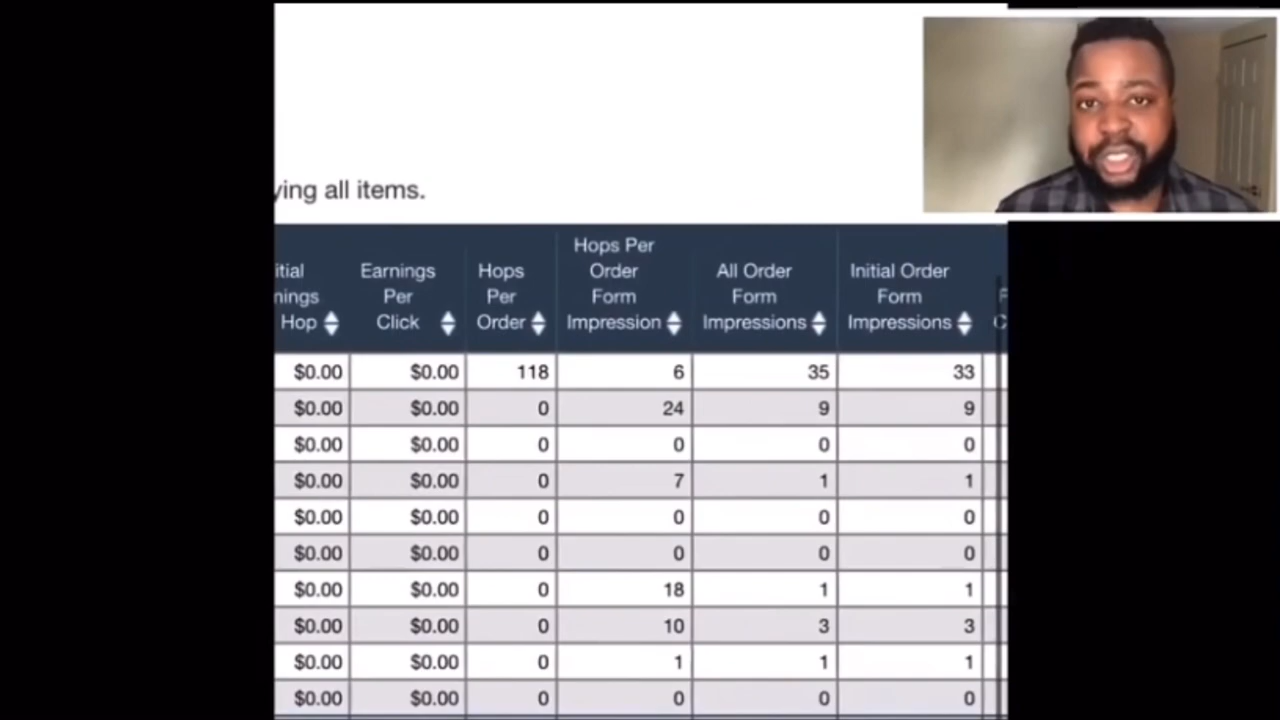 ying all items.
Hops Per
itial Earnings Hops Order All Order Initial Order
nings Per Per Form Form Form
Hop Click Order Impression Impressions Impressions
$0.00 $0.00 118 6 35 33
$0.00 $0.00 0 24 9 9
$0.00 $0.00 0 0 0 0
$0.00 $0.00 0 7 1 1
$0.00 $0.00 0 0 0 0
$0.00 $0.00 0 0 0 0
$0.00 $0.00 0 18 1 1
$0.00 $0.00 0 10 3 3
$0.00 $0.00 0 1 1 1
$0.00 $0.00 0 0 0 0